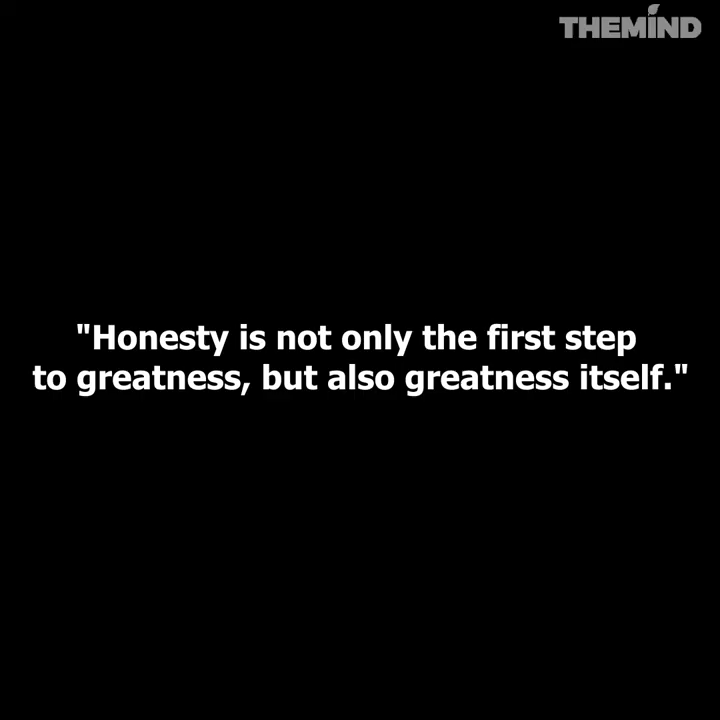 THEMIND
"Honesty is not only the first step
to greatness, but also greatness itself."